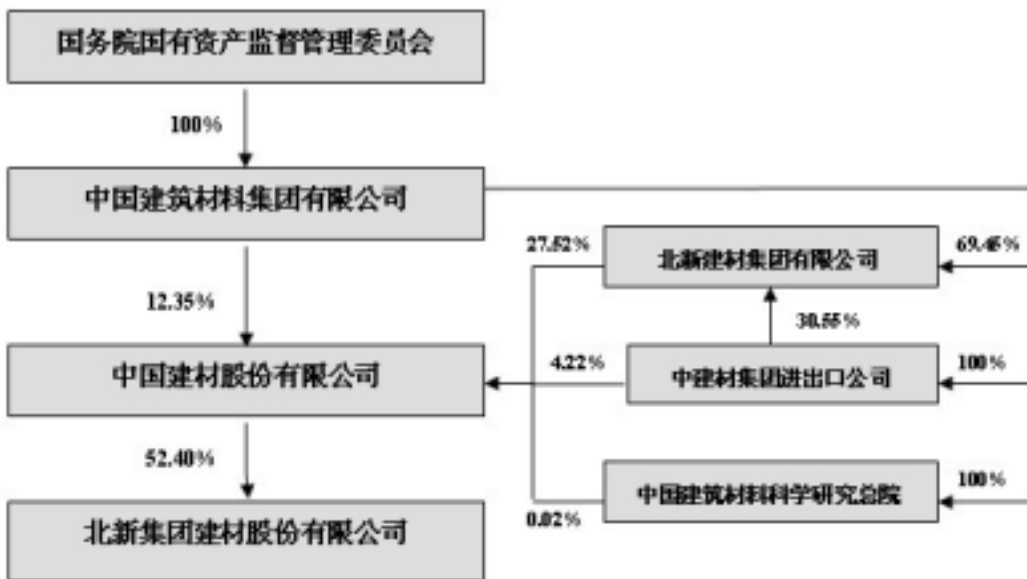 国务院国有资产监督管理委员会
100%
中国建筑材料集团有限公司
27.52%
北新建材集团有限公司
69.45%
12.35%
30.55%
中国建材股份有限公司
4.22%
中建材集团进出口公司
100%
52.40%
中国建筑材料科学研究总院
100%
0.02%
北新集团建材股份有限公司